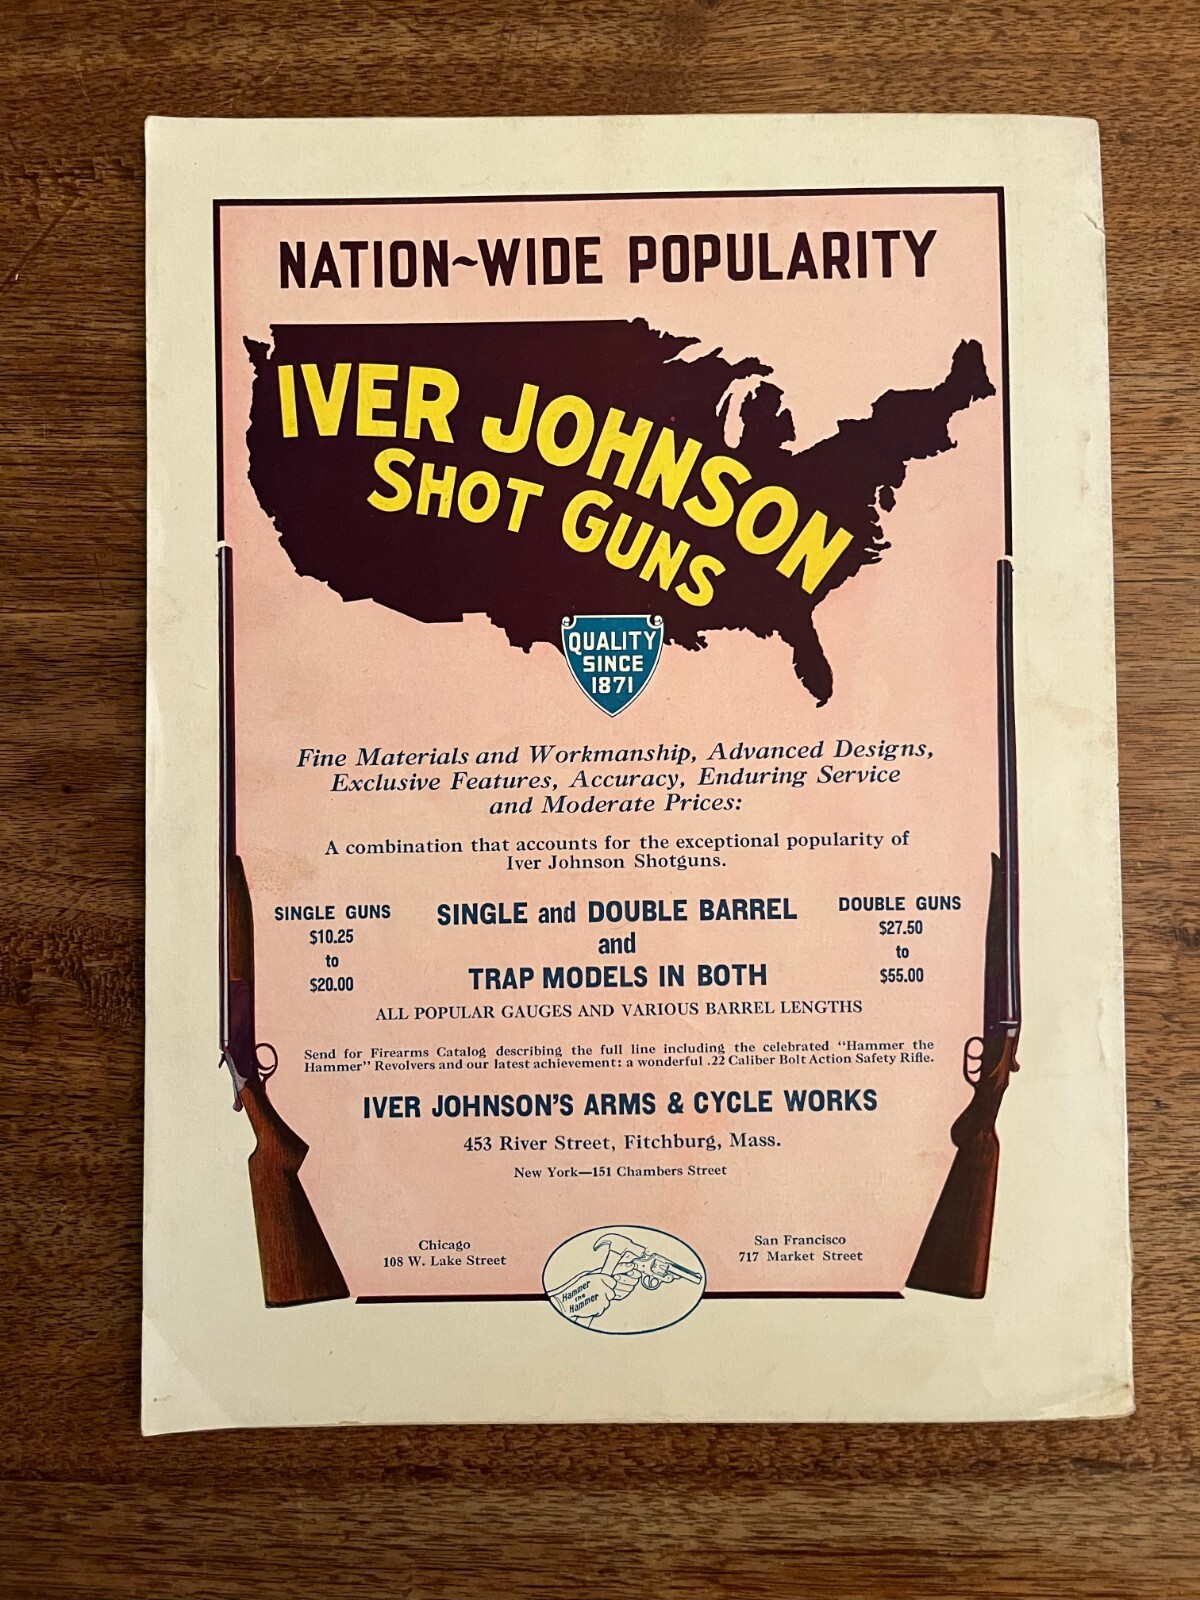 NATION~WIDE POPULARITY
IVER JOHNSON
SHOT GUNS
QUALITY
SINCE
1871
Fine Materials and Workmanship, Advanced Designs,
Exclusive Features, Accuracy, Enduring Service
and Moderate Prices:
A combination that accounts for the exceptional popularity of
Iver Johnson Shotguns.
SINGLE GUNS
$10.25
to
$20.00
SINGLE and DOUBLE BARREL
and
TRAP MODELS IN BOTH
DOUBLE GUNS
$27.50
to
$55.00
ALL POPULAR GAUGES AND VARIOUS BARREL LENGTHS
Send for Firearms Catalog describing the full line including the celebrated "Hammer the
Hammer" Revolvers and our latest achievement: a wonderful .22 Caliber Bolt Action Safety Rifle.
IVER JOHNSON'S ARMS & CYCLE WORKS
453 River Street, Fitchburg, Mass.
New York—151 Chambers Street
Chicago
108 W. Lake Street
San Francisco
717 Market Street
Hammer
the
Hammer